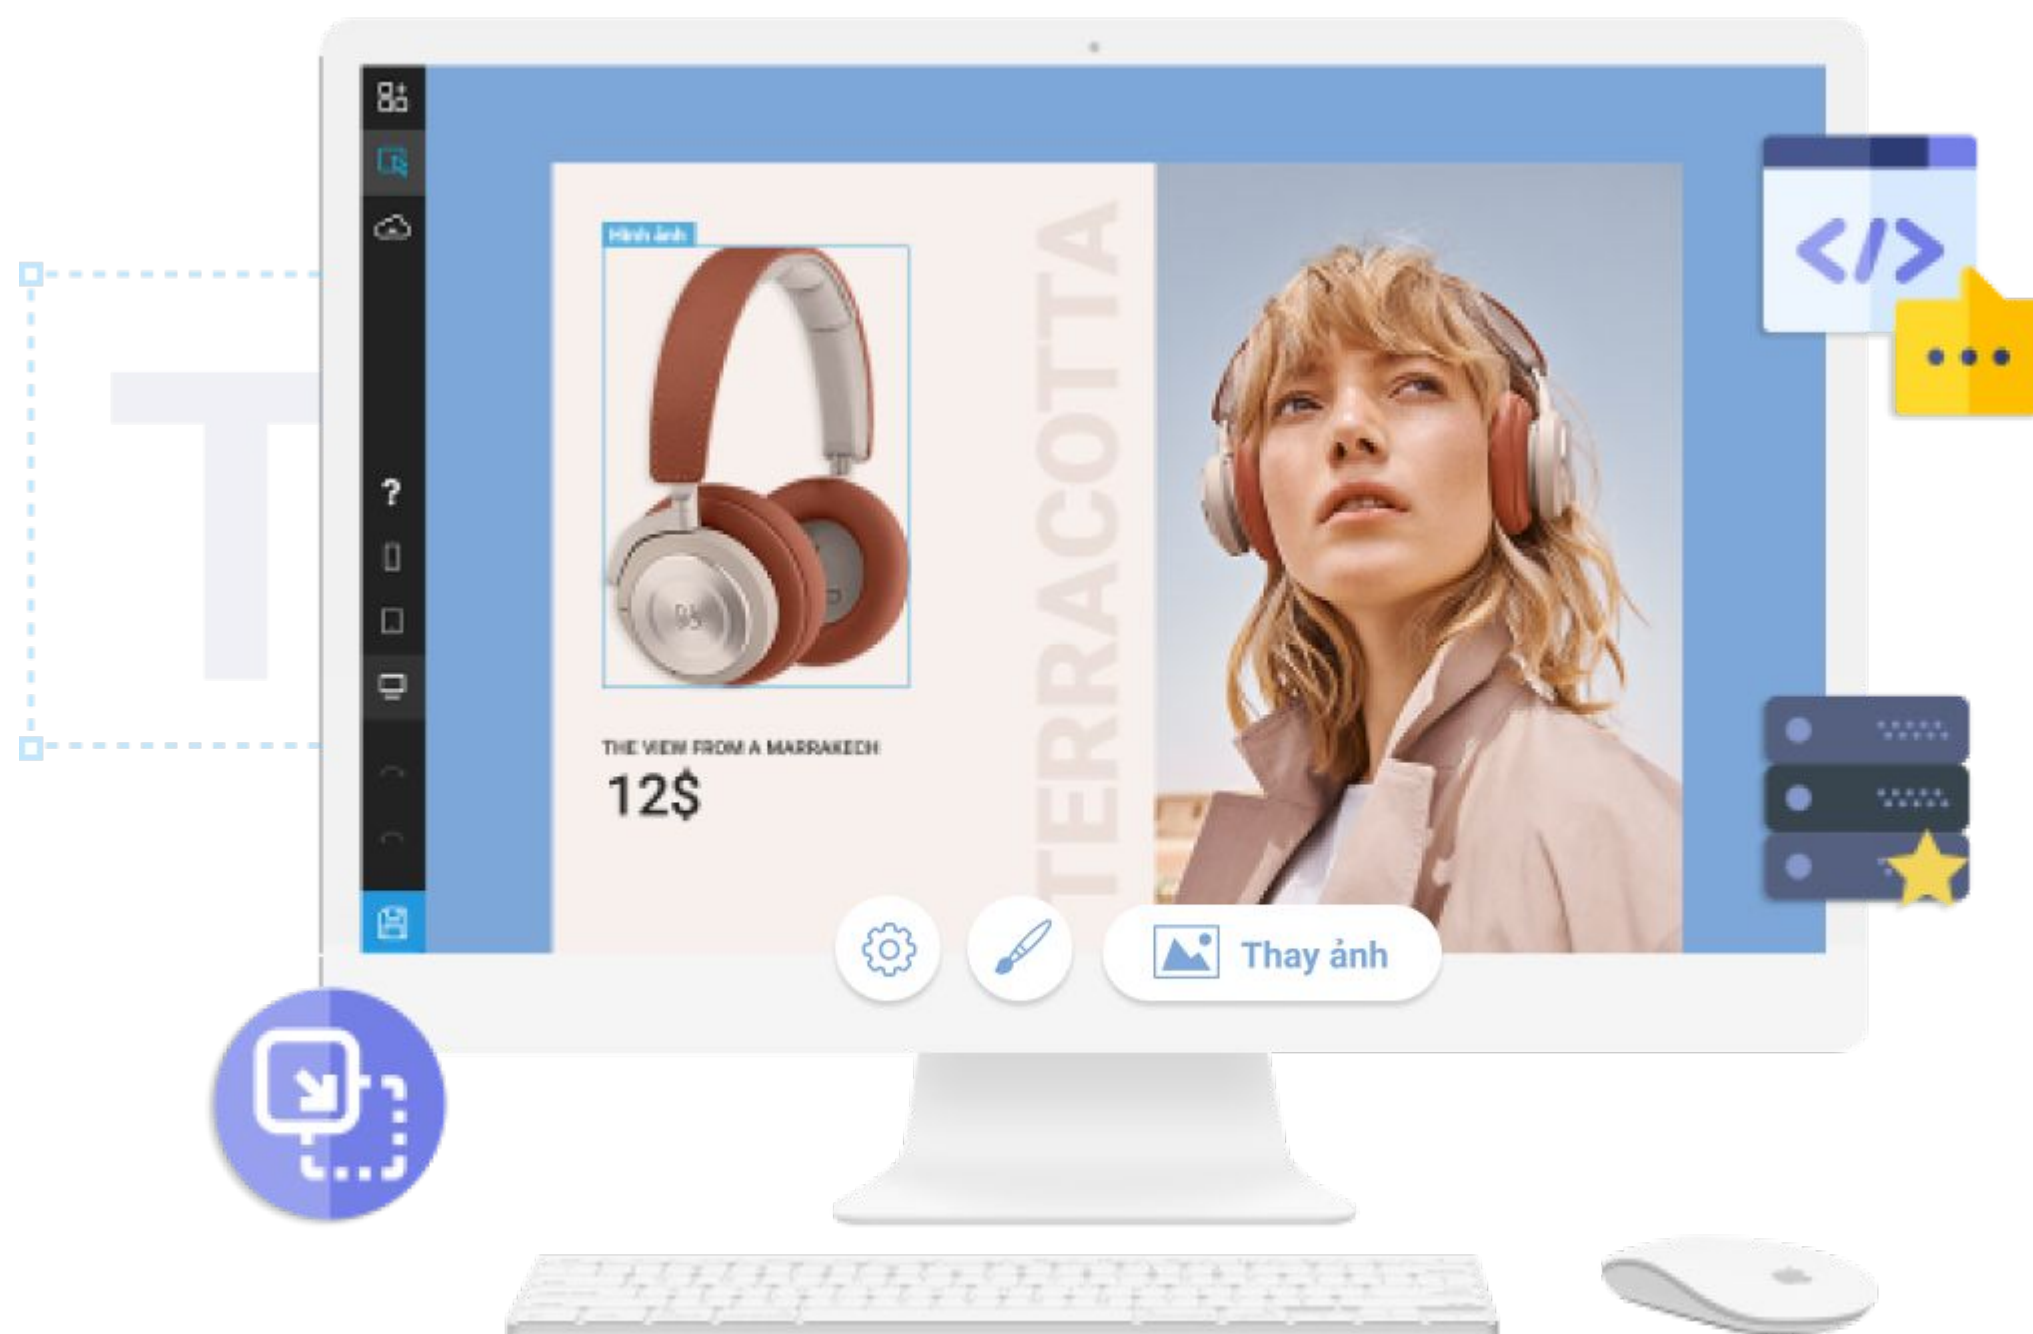 T
Hình ảnh
TERRACOTTA
?
THE VIEW FROM A MARRAKECH
12$
</>
Thay ảnh